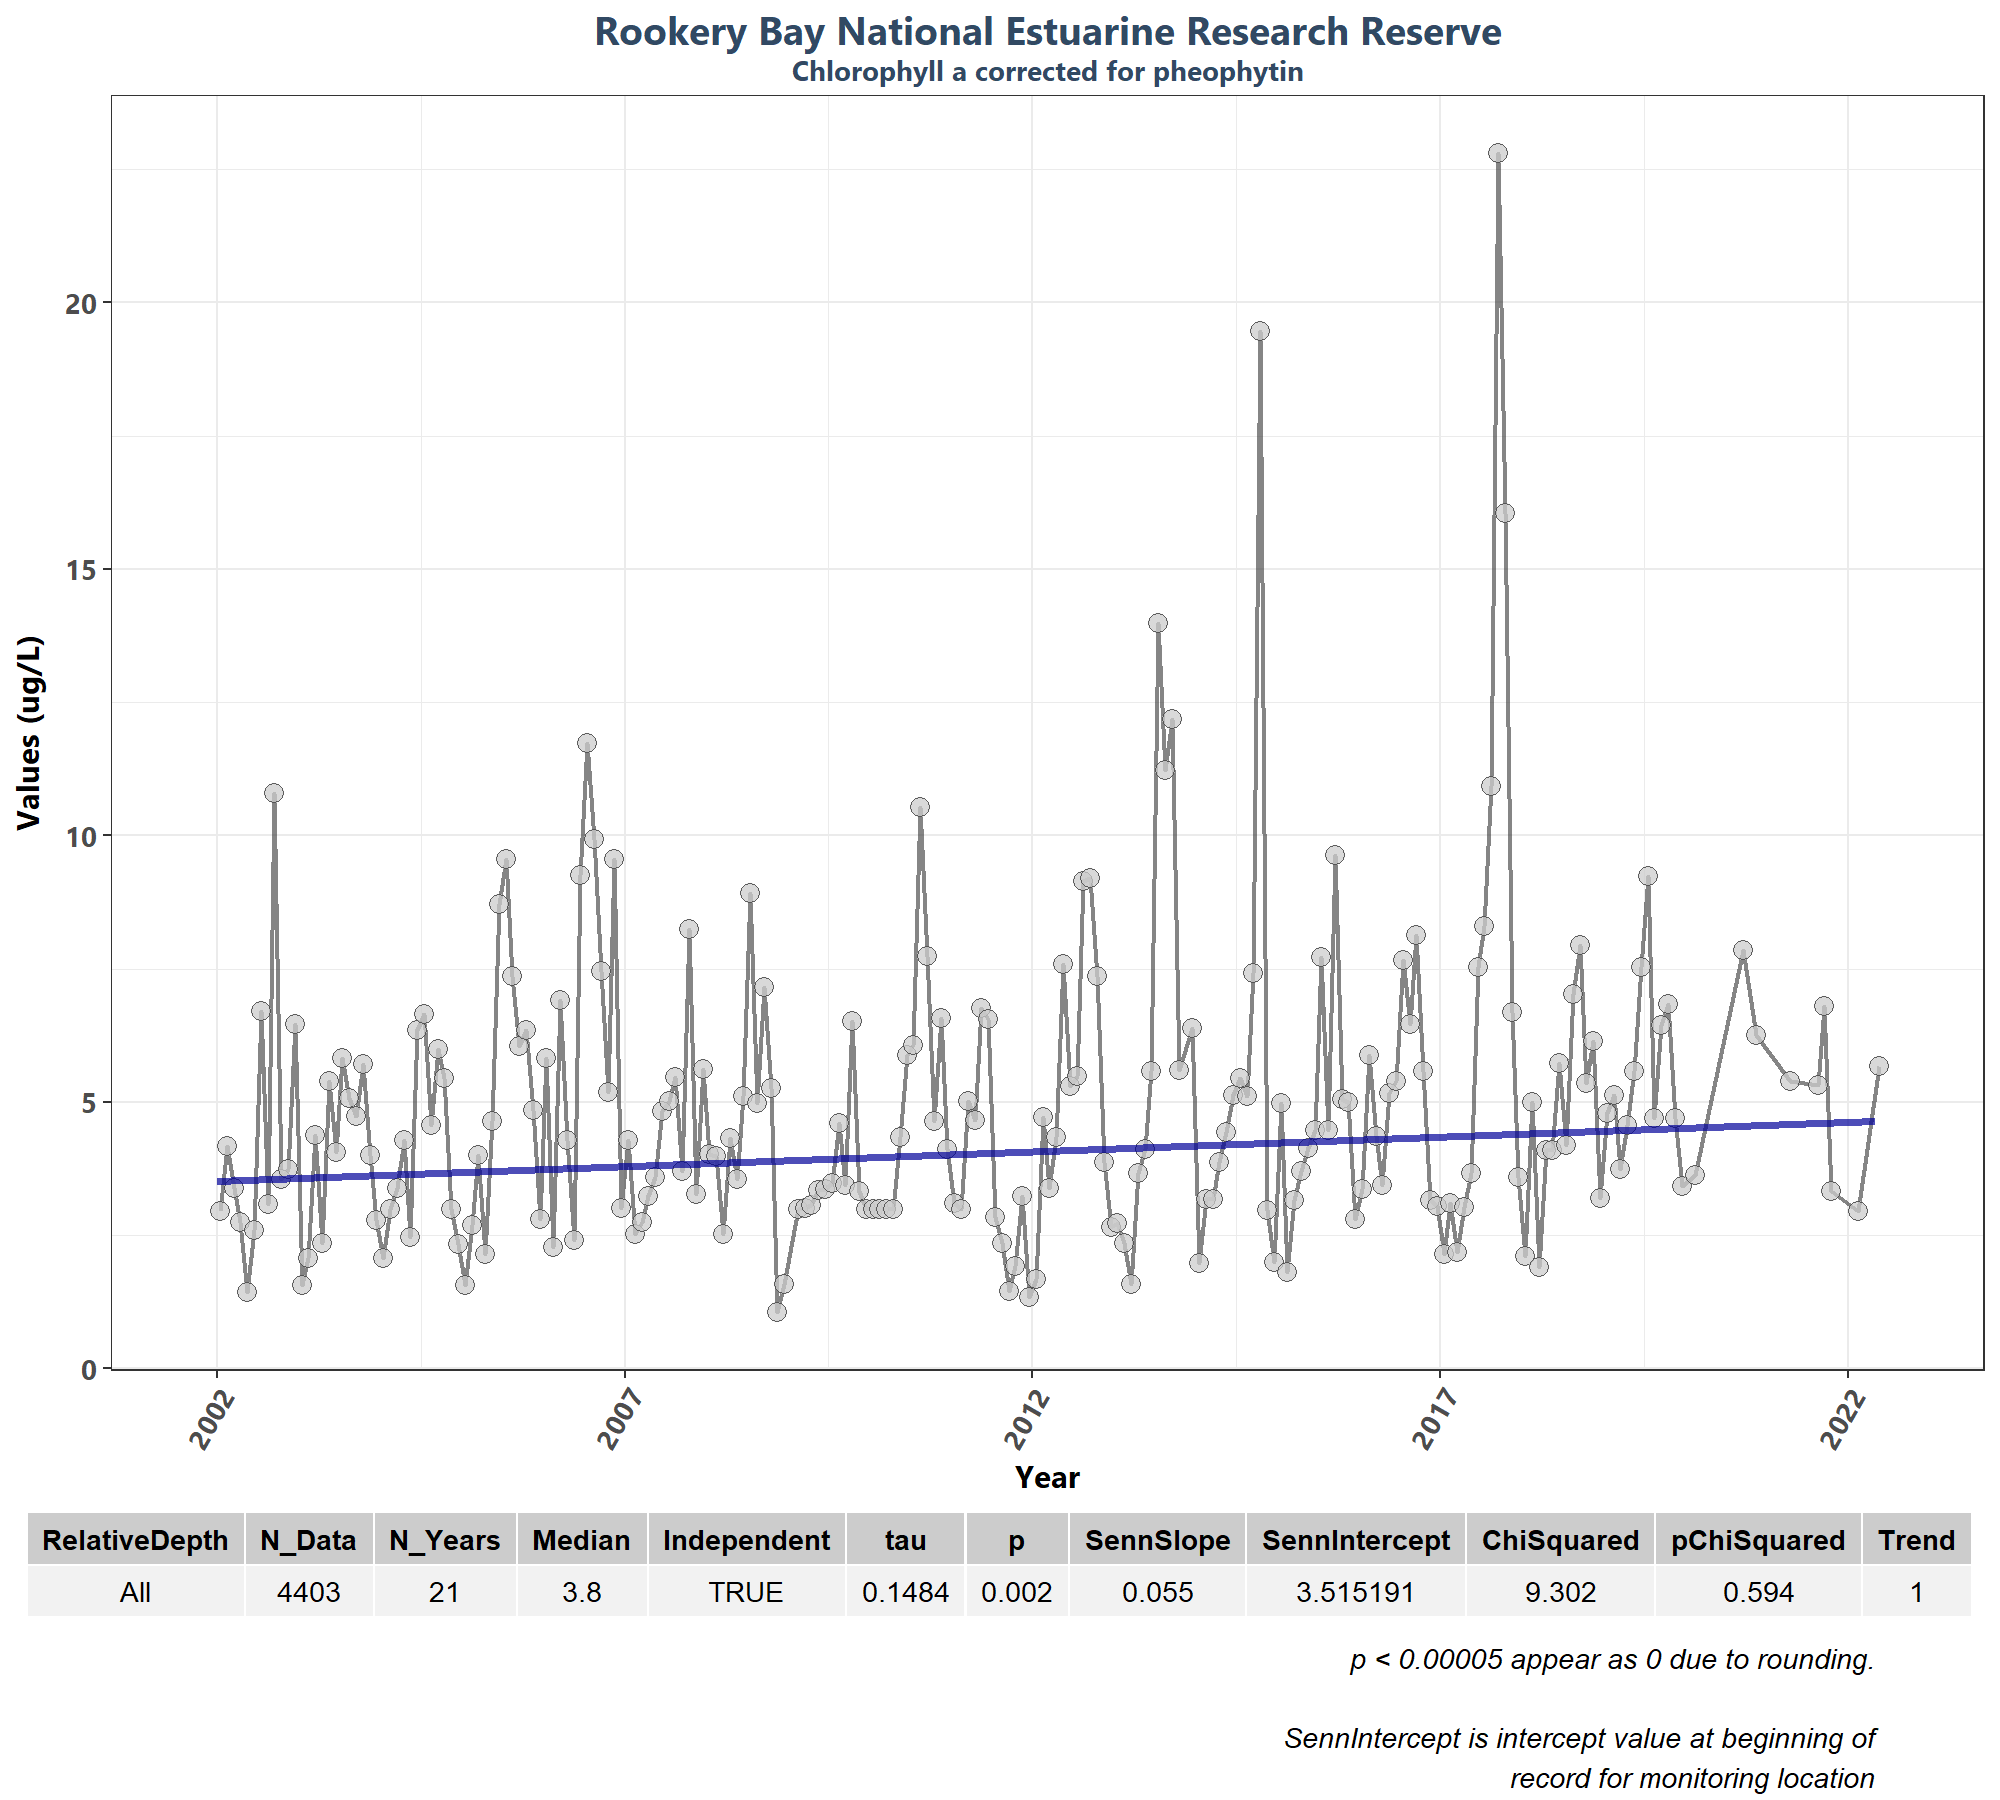 Rookery Bay National Estuarine Research Reserve
Chlorophyll a corrected for pheophytin
Values (ug/L)
20
15
10
5
0
2002 2007 2012 2017 2022
Year
RelativeDepth N_Data N_Years Median Independent tau p SennSlope SennIntercept ChiSquared pChiSquared Trend
All 4403 21 3.8 TRUE 0.1484 0.002 0.055 3.515191 9.302 0.594 1
p < 0.00005 appear as 0 due to rounding.
SennIntercept is intercept value at beginning of
record for monitoring location